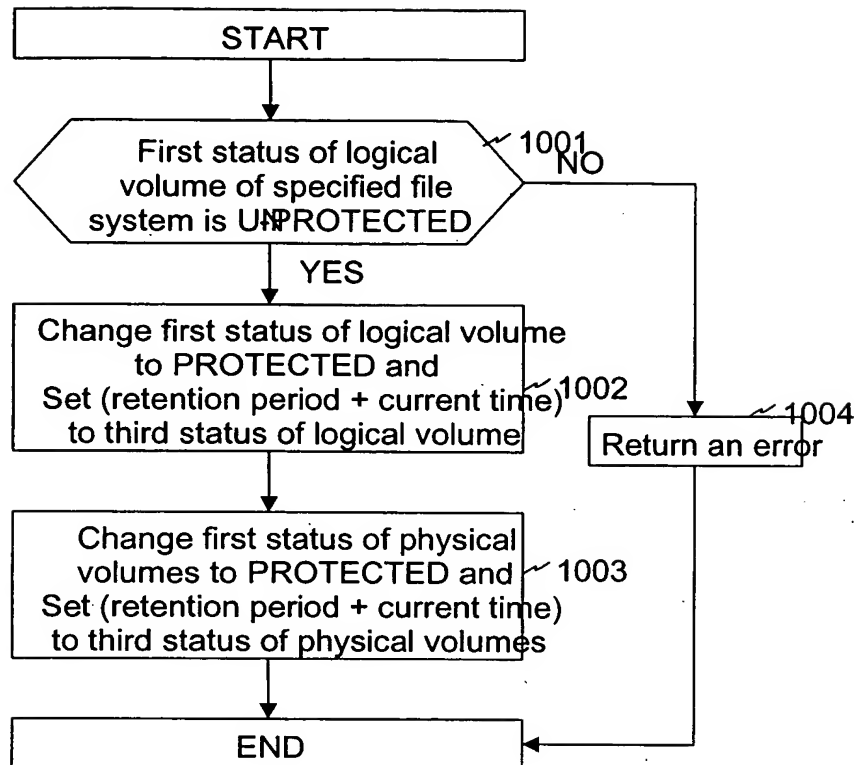 START
First status of logical
volume of specified file
system is UN-PROTECTED
1001
NO
YES
Change first status of logical volume
to PROTECTED and
Set (retention period + current time)
to third status of logical volume
1002
1004
Return an error
Change first status of physical
volumes to PROTECTED and
Set (retention period + current time)
to third status of physical volumes
1003
END